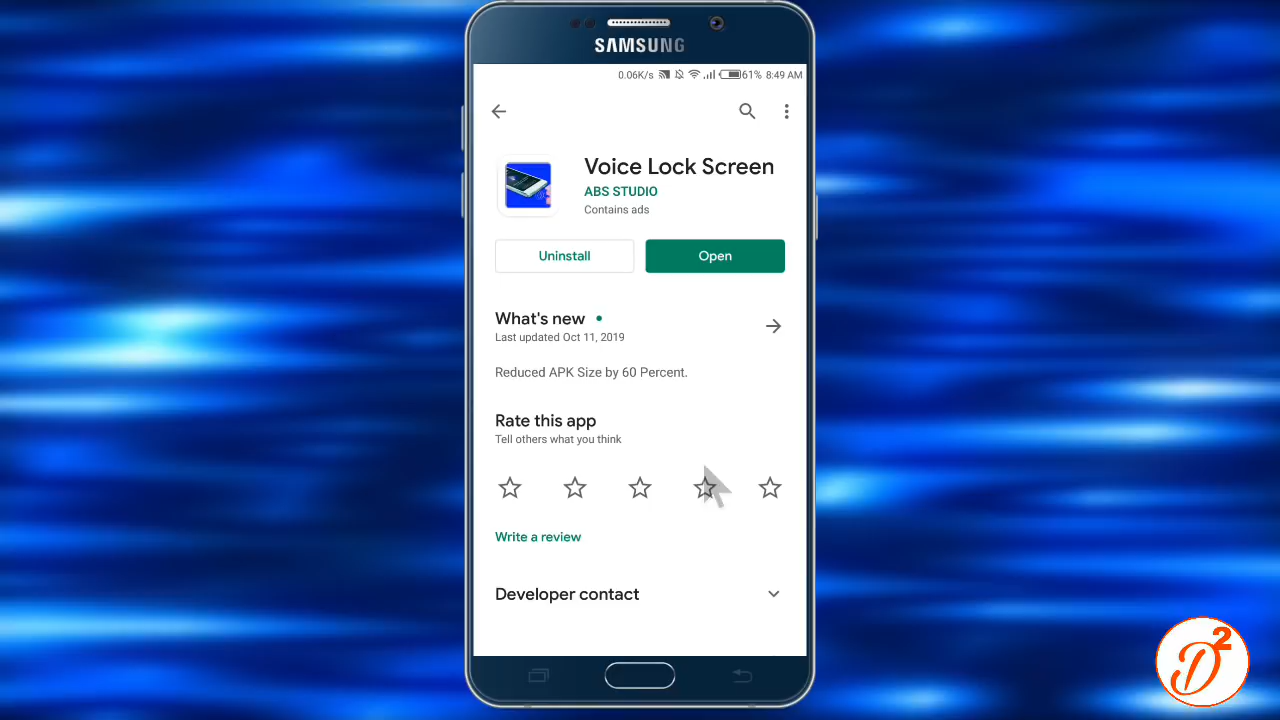 SAMSUNG
0.06K/s 61% 8:49 AM
Voice Lock Screen
ABS STUDIO
Contains ads
Uninstall Open
What's new
Last updated Oct 11, 2019
Reduced APK Size by 60 Percent.
Rate this app
Tell others what you think
Write a review
Developer contact
D2